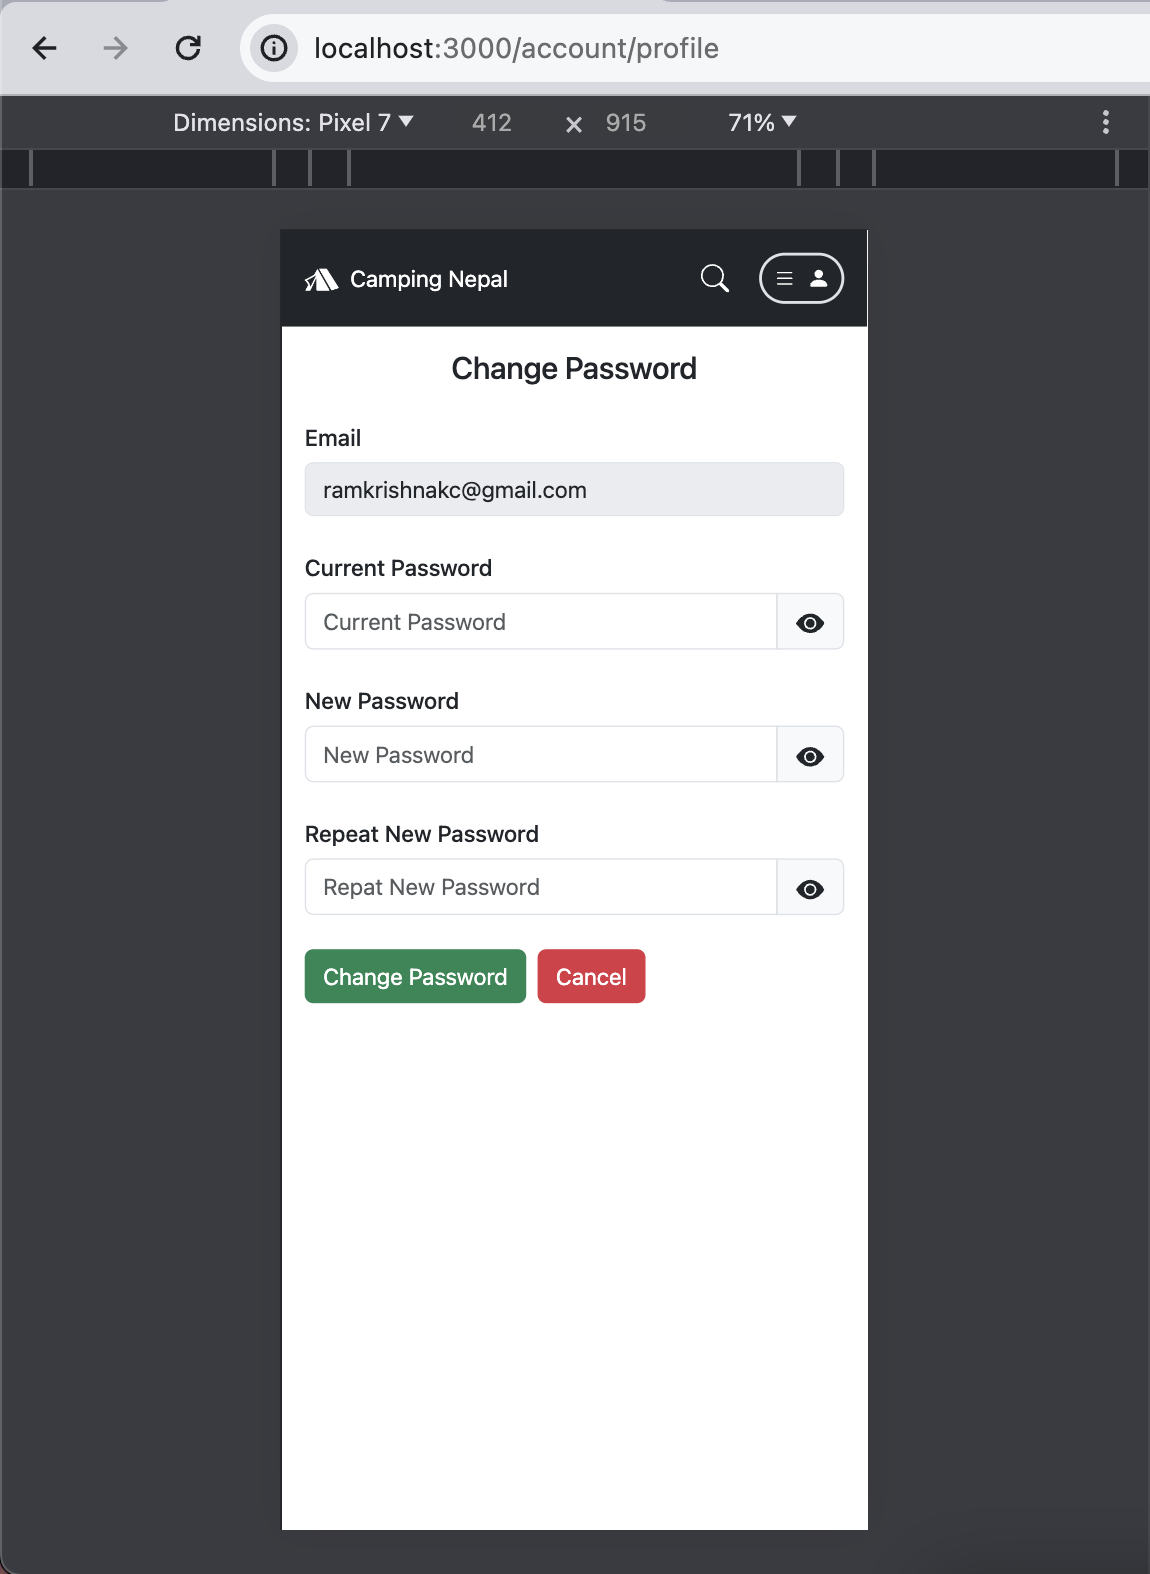 localhost:3000/account/profile
Dimensions: Pixel 7 412 x 915 71%
Camping Nepal
Change Password
Email
ramkrishnakc@gmail.com
Current Password
Current Password
New Password
New Password
Repeat New Password
Repat New Password
Change Password Cancel